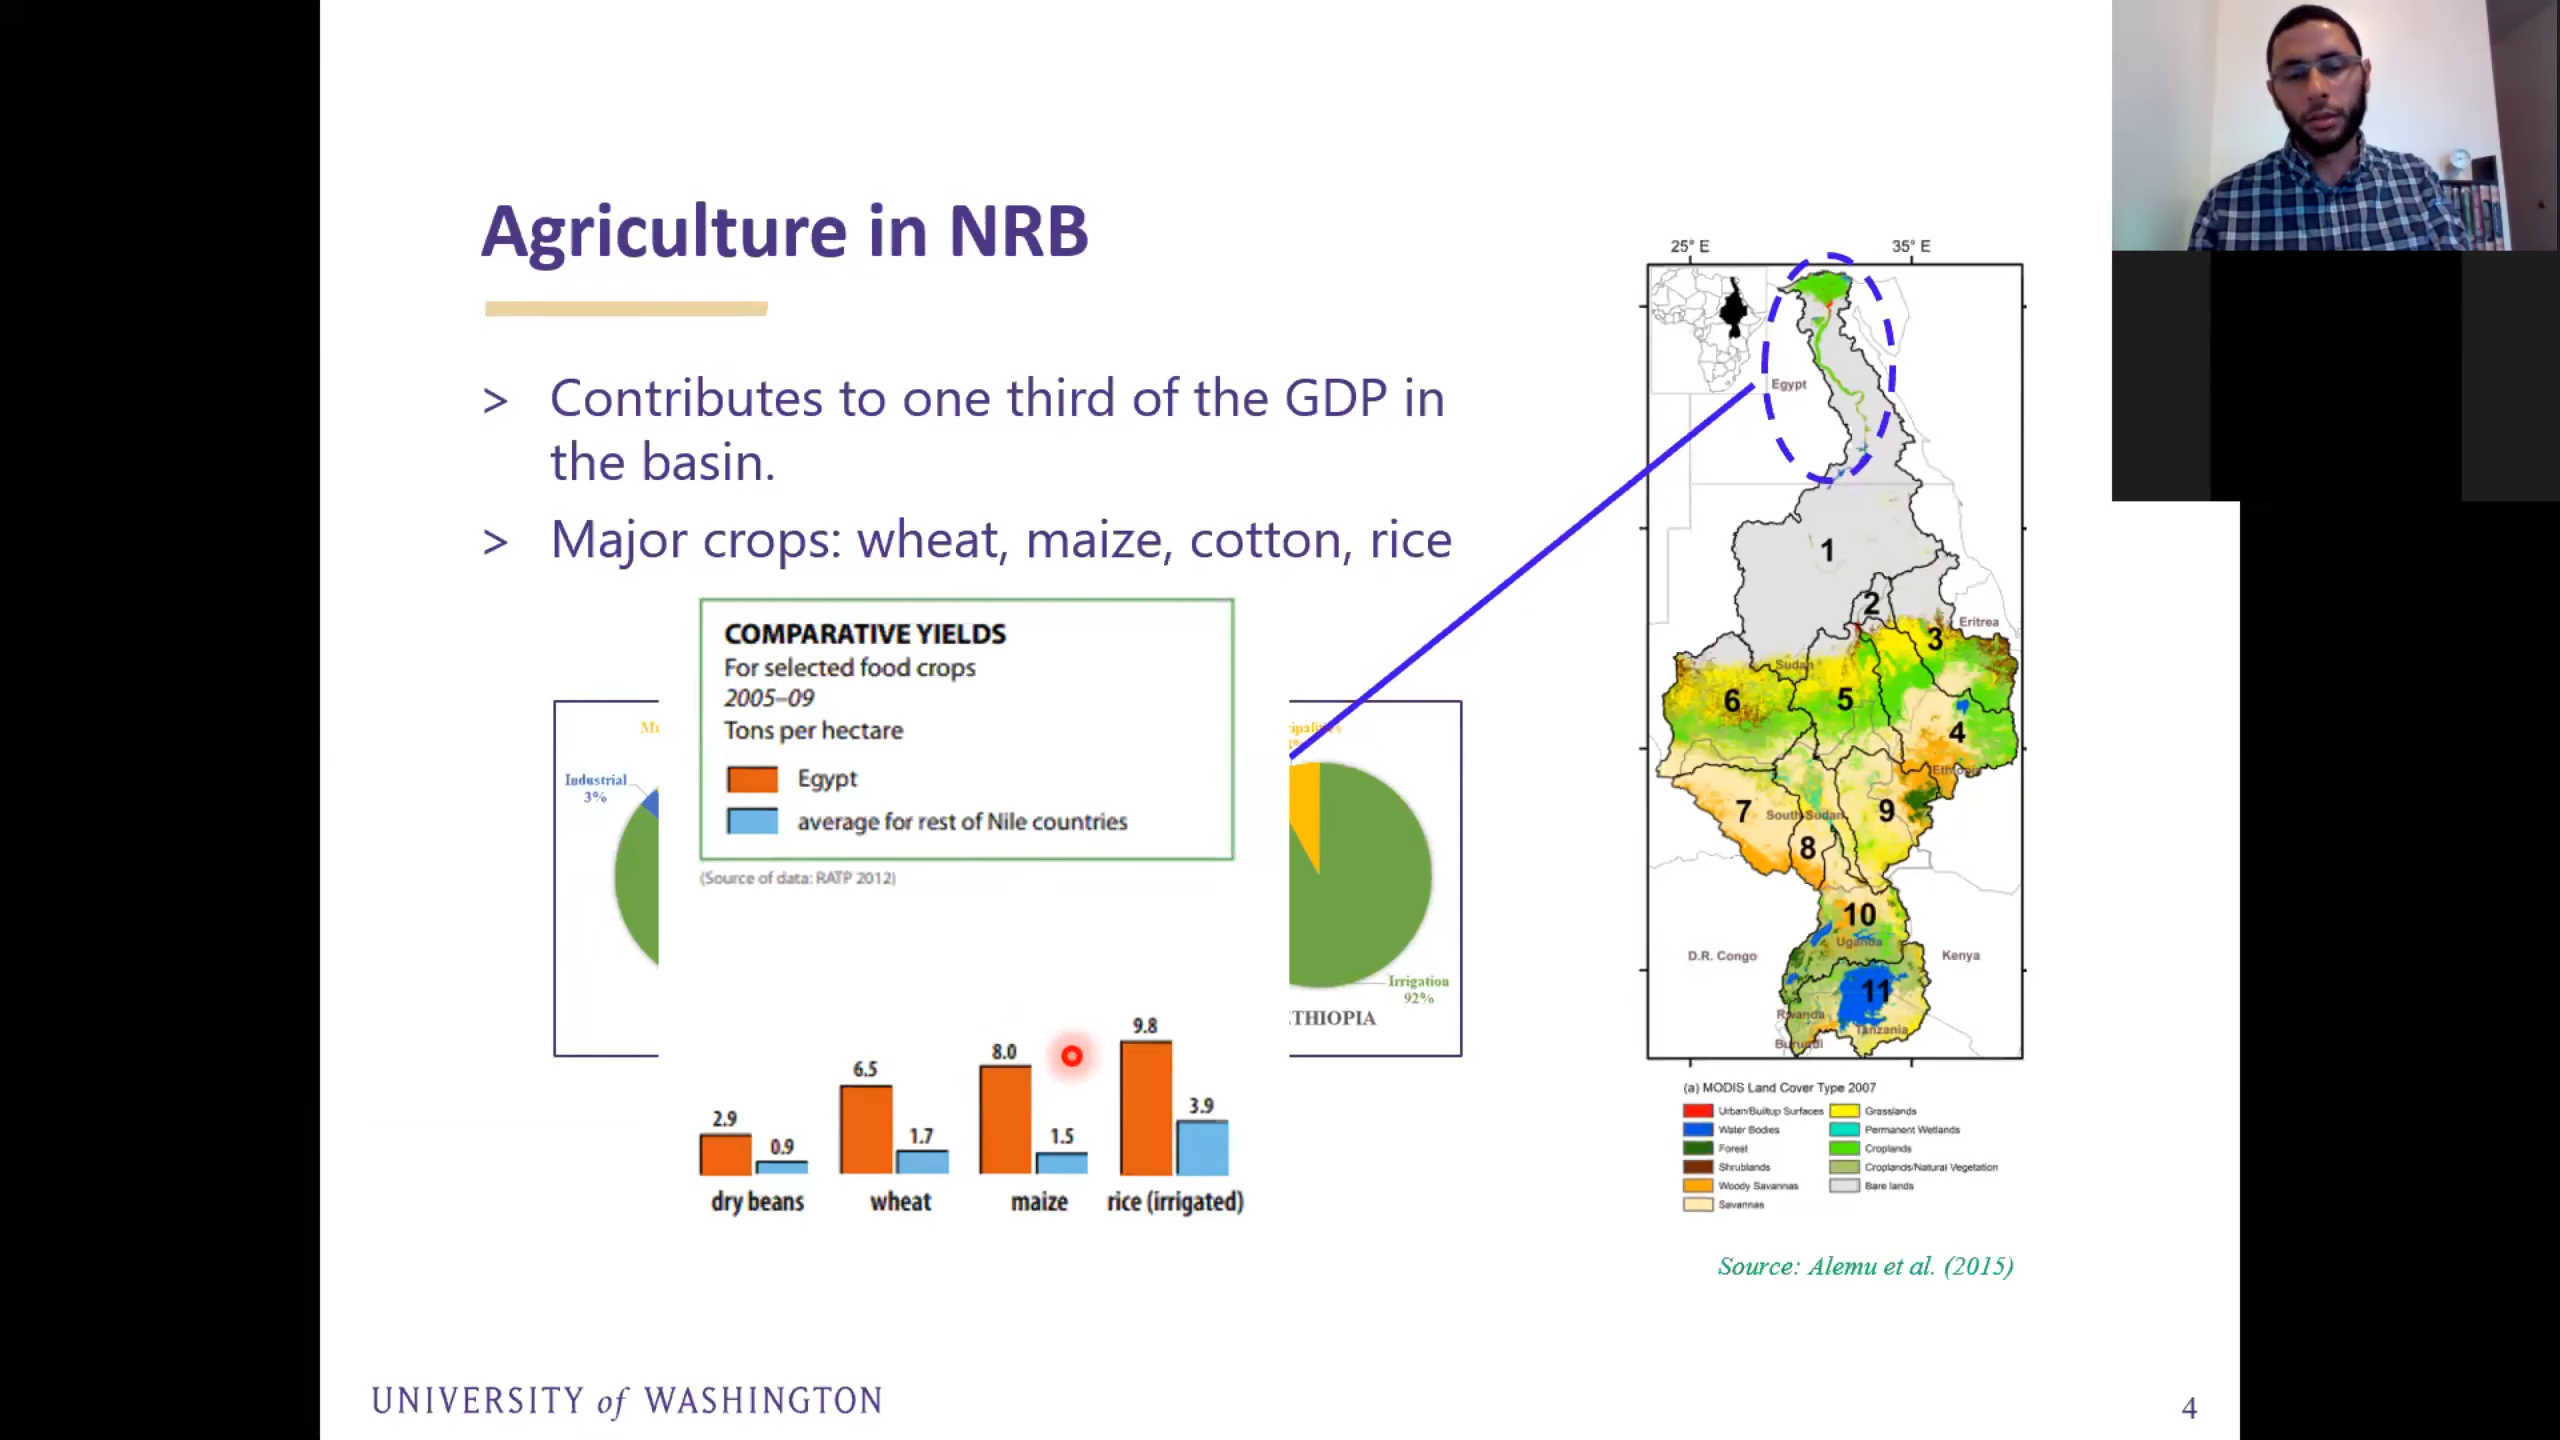 Agriculture in NRB
> Contributes to one third of the GDP in
the basin.
> Major crops: wheat, maize, cotton, rice
COMPARATIVE YIELDS
For selected food crops
2005–09
Tons per hectare
Egypt
average for rest of Nile countries
(Source of data: RATP 2012)
Industrial
3%
Irrigation
92%
2.9
0.9
dry beans
6.5
1.7
wheat
8.0
1.5
maize
9.8
3.9
rice (irrigated)
25° E
35° E
Egypt
1
2
3
Eritrea
Sudan
6
5
4
Ethiopia
7
South Sudan
9
8
10
Uganda
D.R. Congo
Kenya
11
Rwanda
Tanzania
Burundi
(a) MODIS Land Cover Type 2007
Urban/Builtup Surfaces
Water Bodies
Forest
Shrublands
Woody Savannas
Savannas
Grasslands
Permanent Wetlands
Croplands
Croplands/Natural Vegetation
Bare lands
Source: Alemu et al. (2015)
UNIVERSITY of WASHINGTON
4